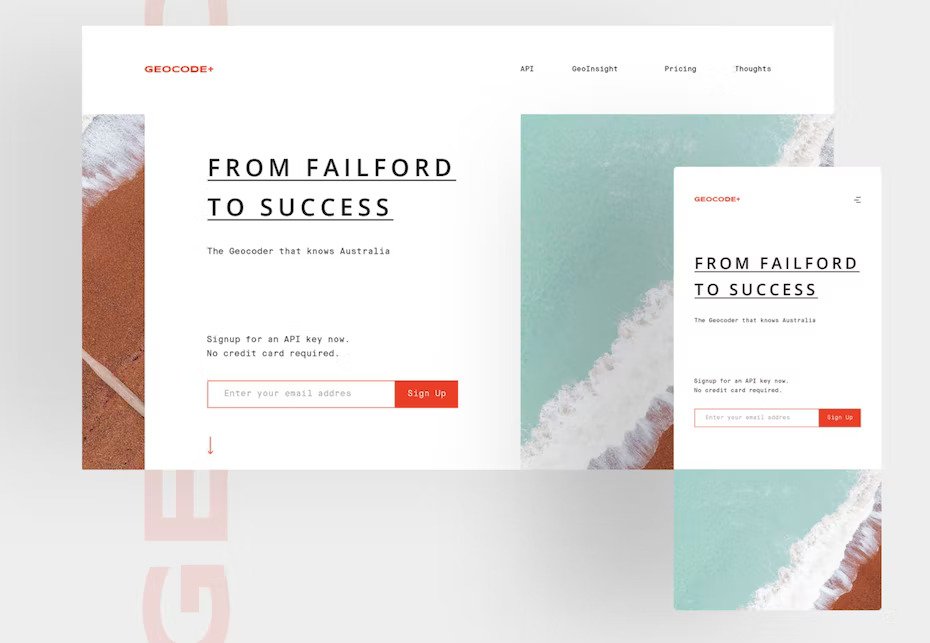 GEOCODE+
API GeoInsight Pricing Thoughts
FROM FAILFORD
TO SUCCESS
The Geocoder that knows Australia
Signup for an API key now.
No credit card required.
Enter your email addres Sign Up
GEOCODE+
FROM FAILFORD
TO SUCCESS
The Geocoder that knows Australia
Signup for an API key now.
No credit card required.
Enter your email addres Sign Up
GE